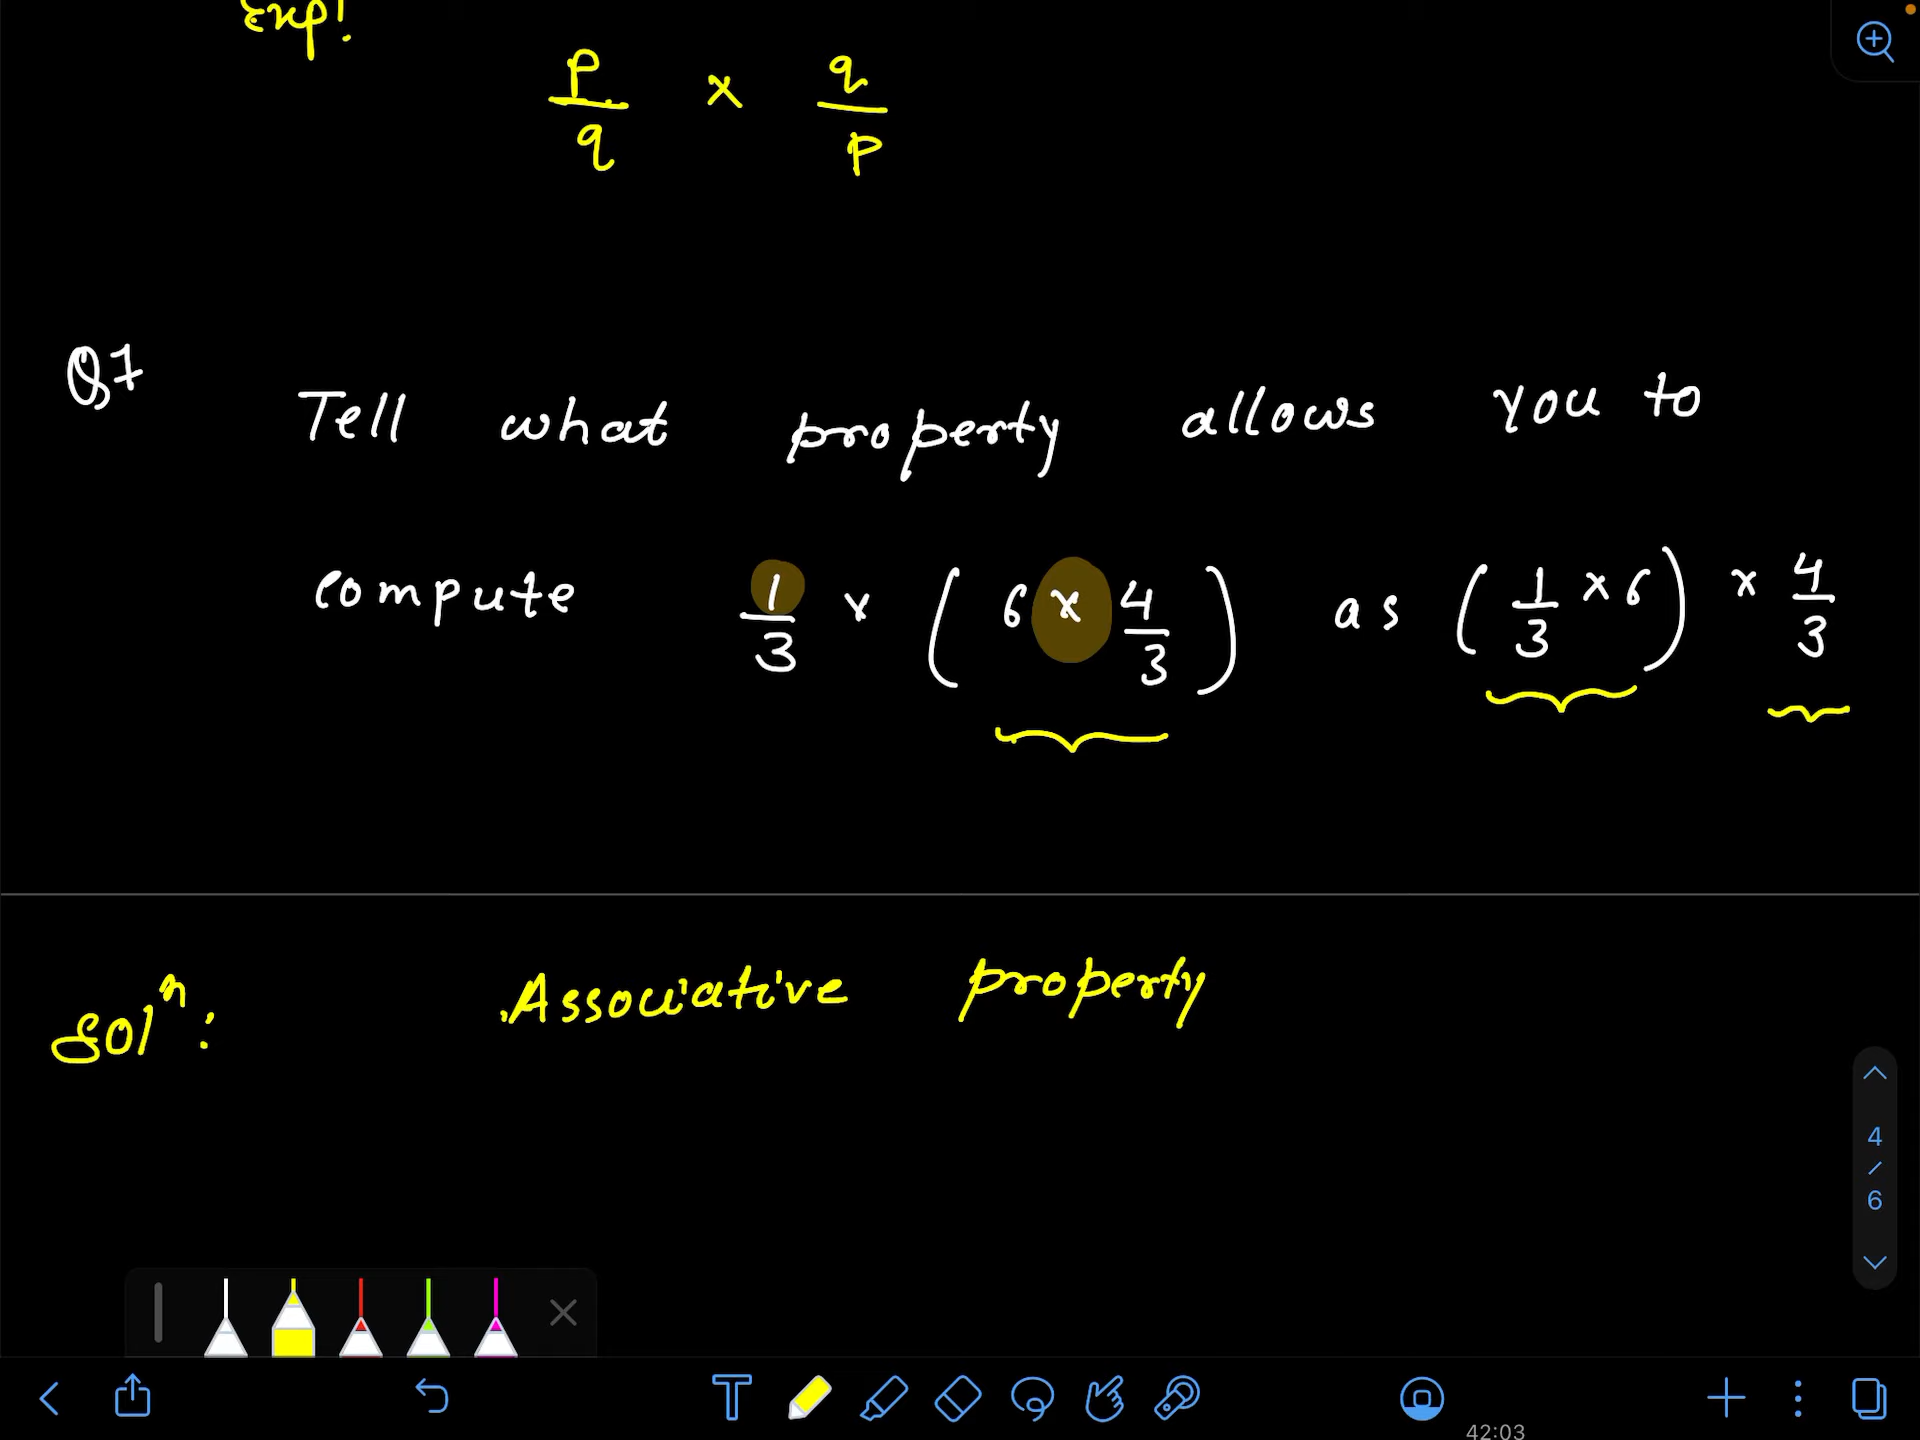 Exp!
p/q × q/p
Q7 Tell what property allows you to
compute 1/3 × ( 6 × 4/3 ) as ( 1/3 × 6 ) × 4/3
Solⁿ: Associative property
4
/
6
T
42:03